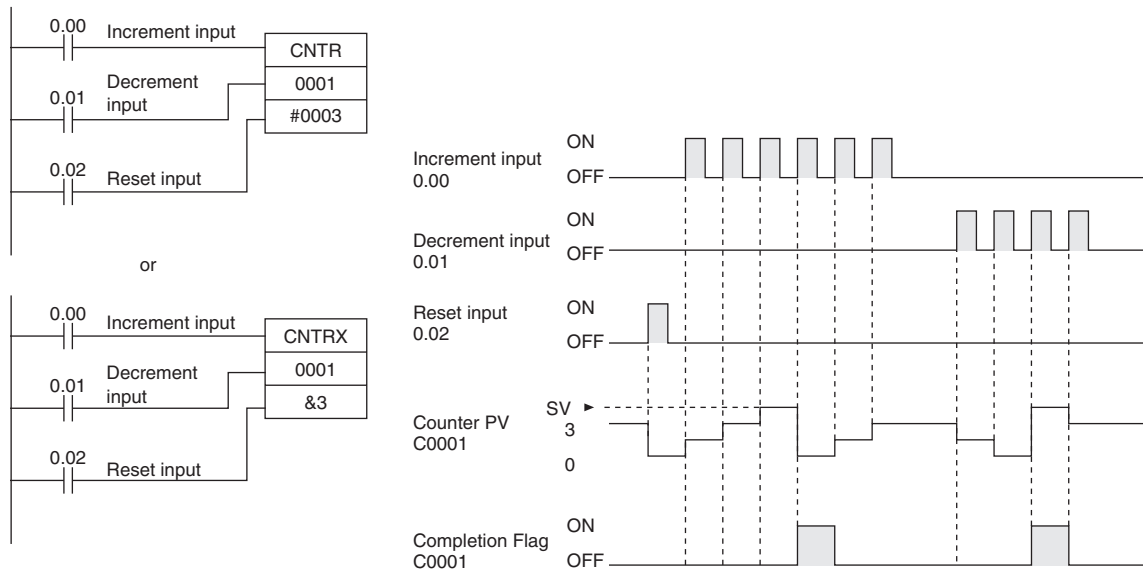 0.00 Increment input
CNTR
0.01 Decrement
input
0001
#0003
0.02 Reset input
or
0.00 Increment input
CNTRX
0.01 Decrement
input
0001
&3
0.02 Reset input
Increment input
0.00
ON
OFF
Decrement input
0.01
ON
OFF
Reset input
0.02
ON
OFF
Counter PV
C0001
SV
3
0
Completion Flag
C0001
ON
OFF